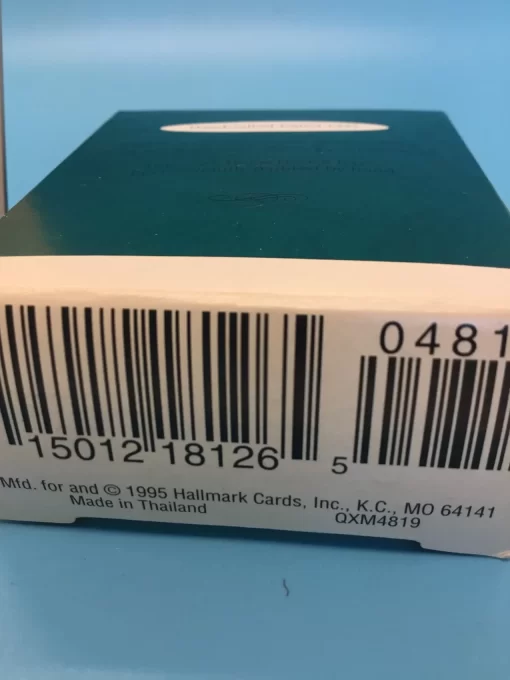 0481
15012 18126 5
Mfd. for and © 1995 Hallmark Cards, Inc., K.C., MO 64141
Made in Thailand
QXM4819